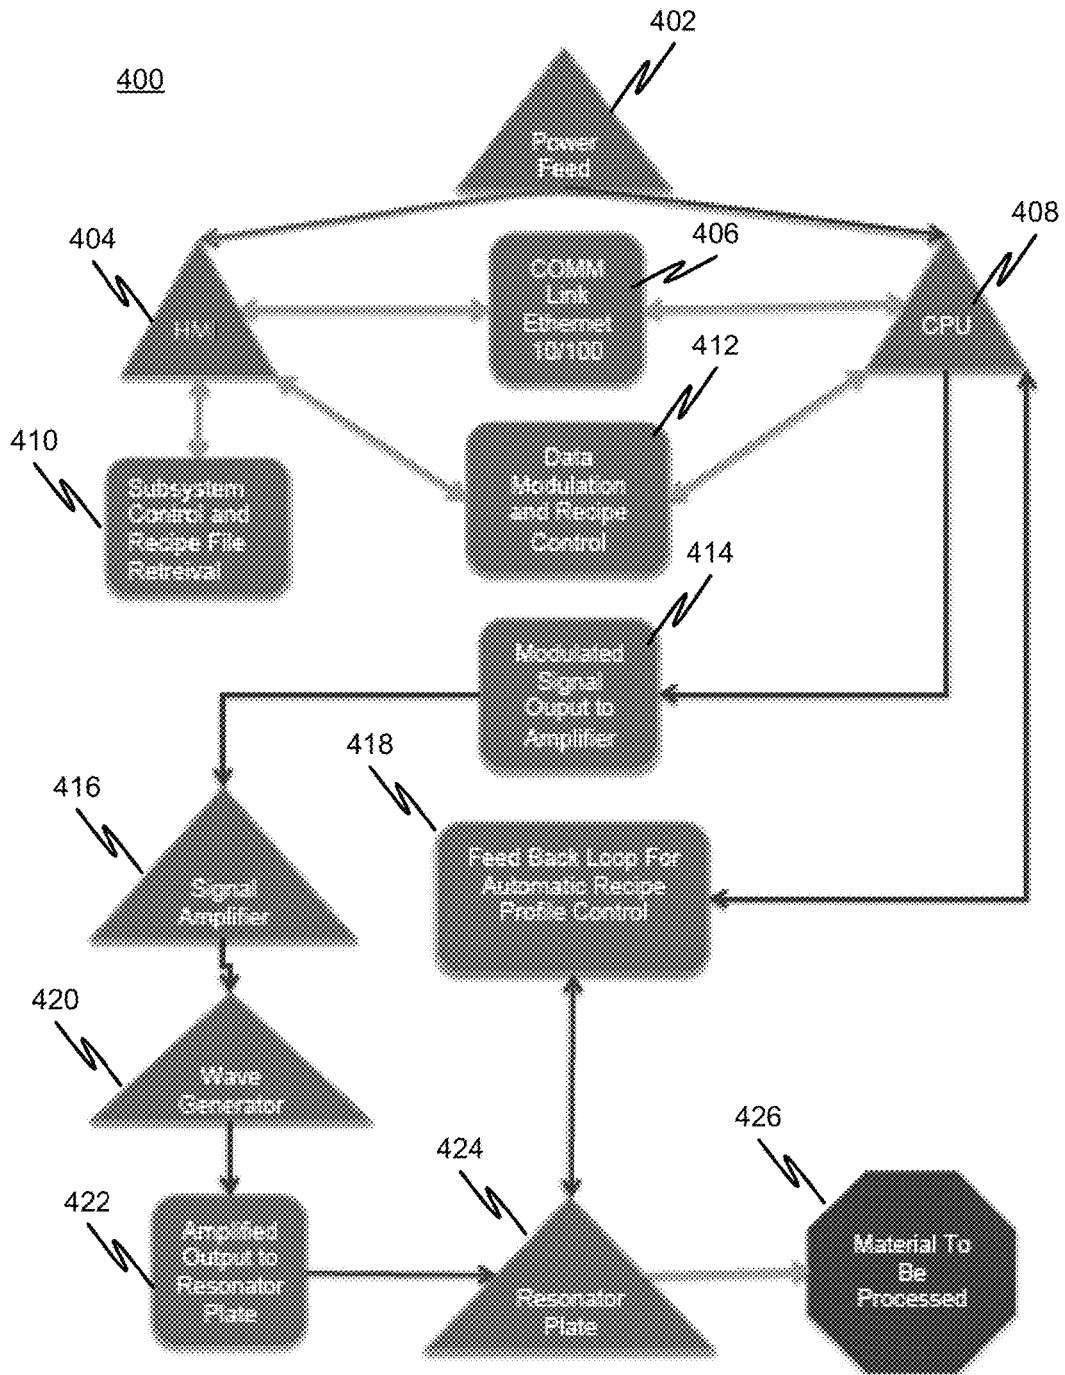 400
402
Power
Feed
404
406
408
COMM
Link
Ethernet
10/100
HMI
CPU
412
410
Data
Modulation
and Recipe
Control
Subsystem
Control and
Recipe File
Retreival
414
Modulated
Signal
Ouput to
Amplifier
418
416
Feed Back Loop For
Automatic Recipe
Profile Control
Signal
Amplifier
420
Wave
Generator
424
426
422
Amplified
Output to
Resonator
Plate
Resonator
Plate
Material To
Be
Processed